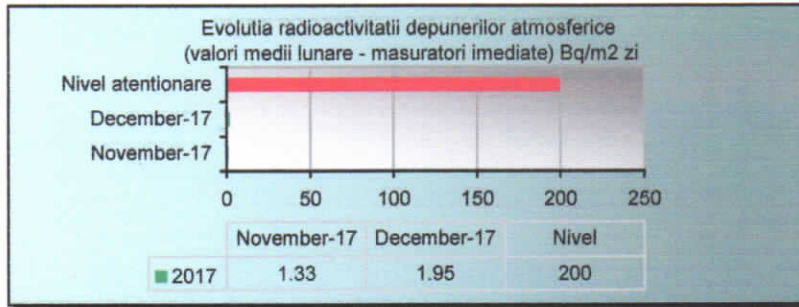 Evolutia radioactivitatii depunerilor atmosferice
(valori medii lunare - masuratori imediate) Bq/m2 zi
Nivel atentionare
December-17
November-17
0 50 100 150 200 250
November-17 December-17 Nivel
2017 1.33 1.95 200